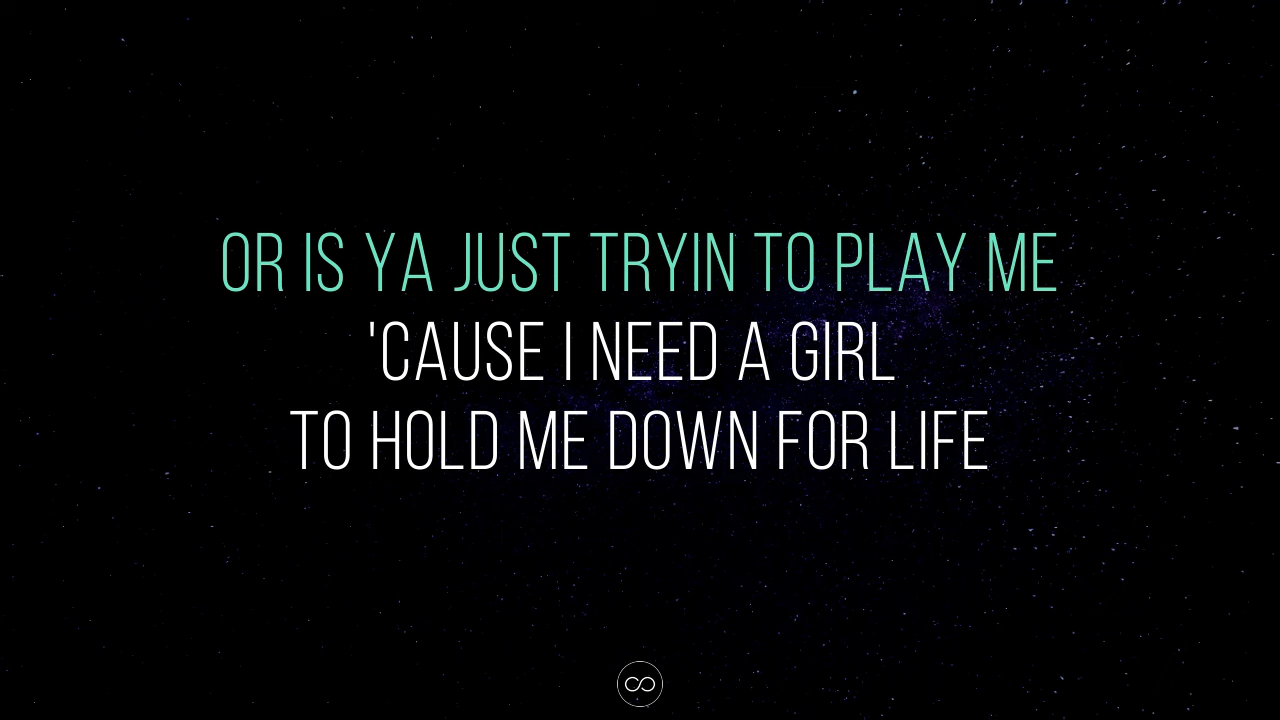 OR IS YA JUST TRYIN TO PLAY ME
'CAUSE I NEED A GIRL
TO HOLD ME DOWN FOR LIFE